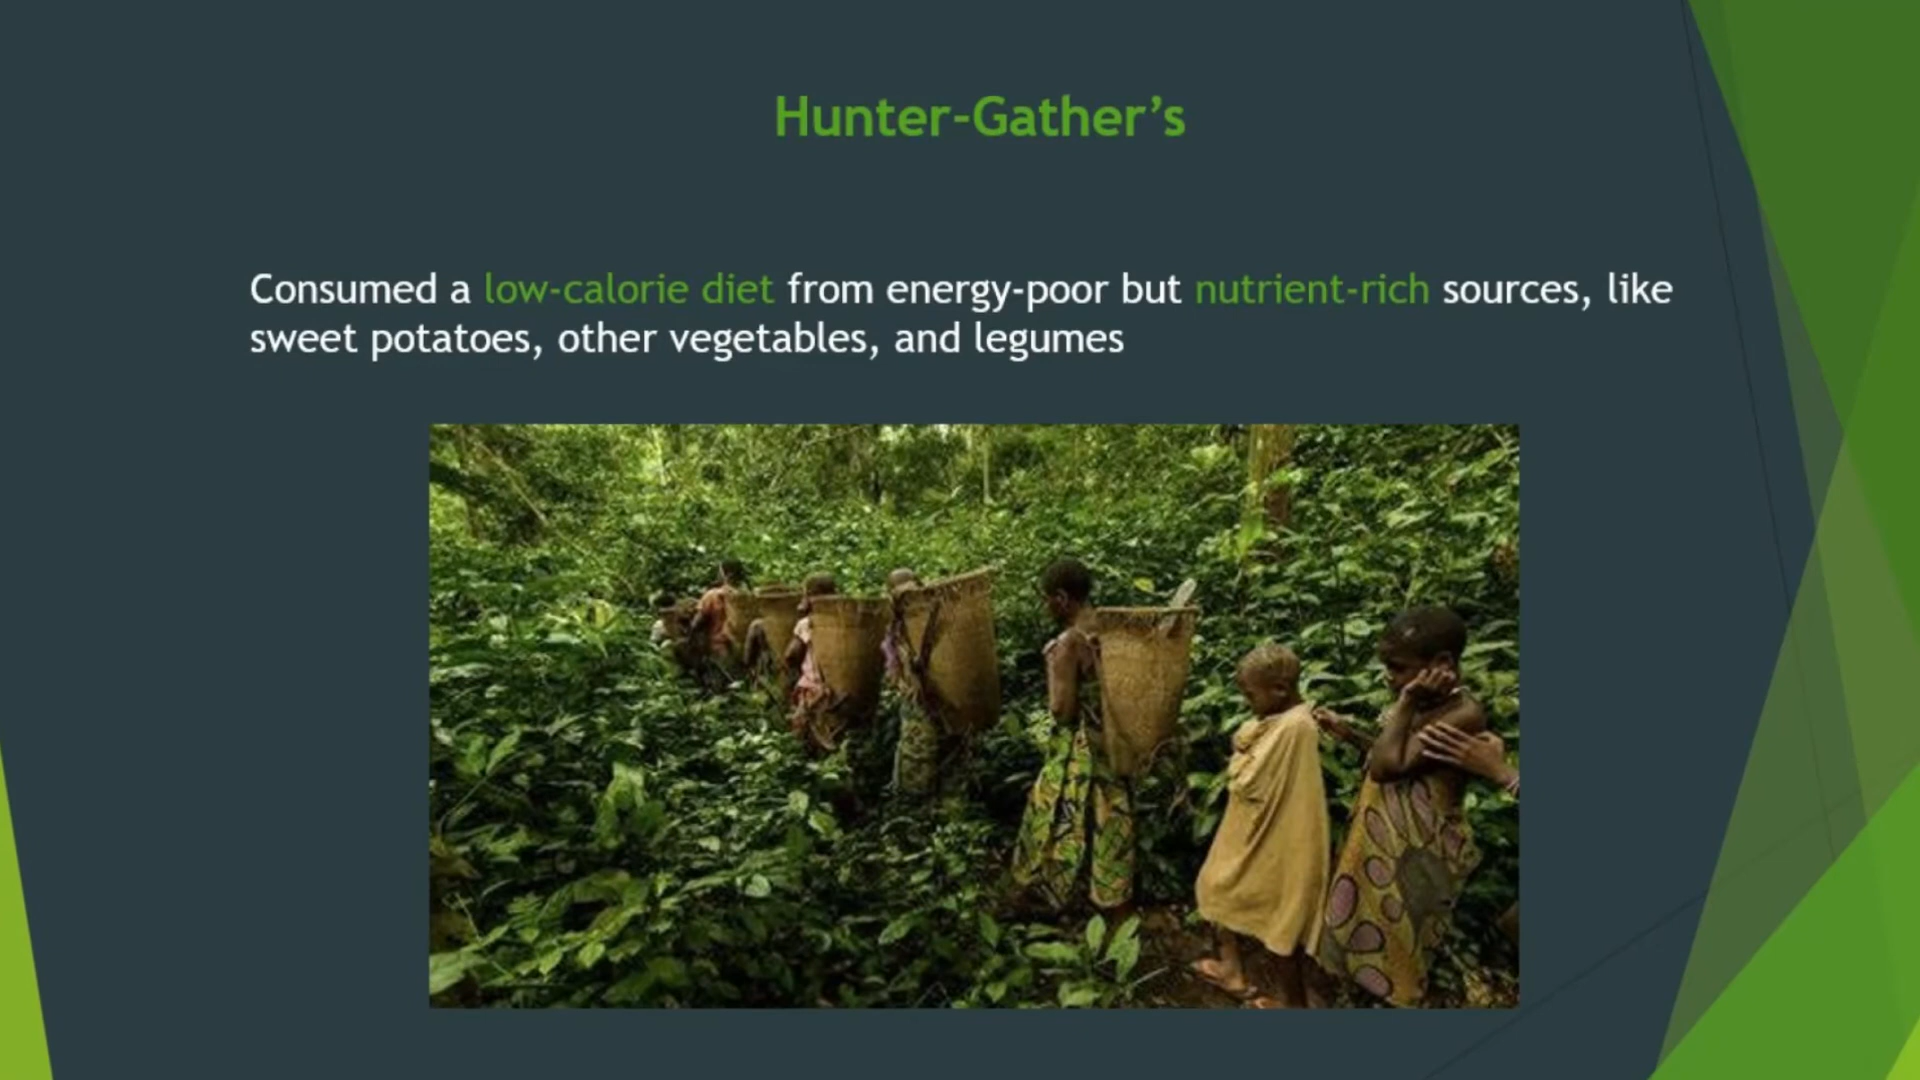 Hunter-Gather’s
Consumed a low-calorie diet from energy-poor but nutrient-rich sources, like
sweet potatoes, other vegetables, and legumes